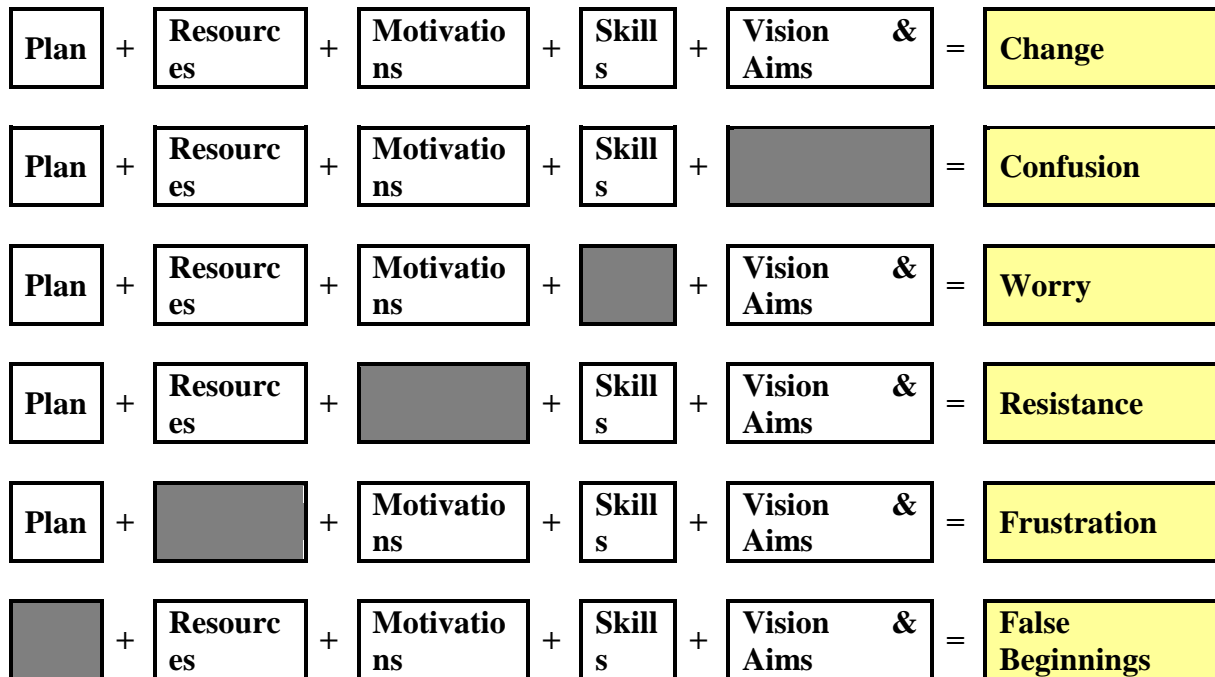 Plan + Resourc es + Motivatio ns + Skill s + Vision & Aims = Change
Plan + Resourc es + Motivatio ns + Skill s + = Confusion
Plan + Resourc es + Motivatio ns + + Vision & Aims = Worry
Plan + Resourc es + + Skill s + Vision & Aims = Resistance
Plan + + Motivatio ns + Skill s + Vision & Aims = Frustration
+ Resourc es + Motivatio ns + Skill s + Vision & Aims = False Beginnings